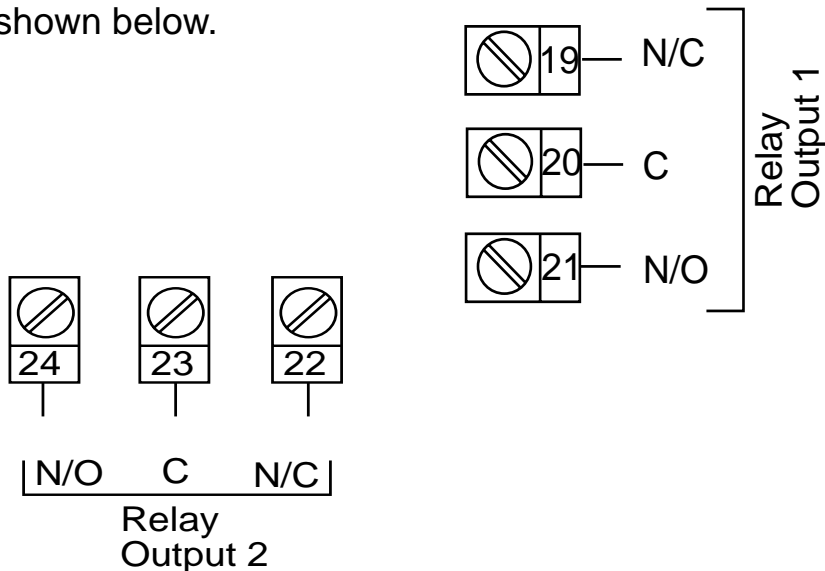 shown below.
19 N/C
20 C
21 N/O
Relay
Output 1
24 23 22
N/O C N/C
Relay
Output 2